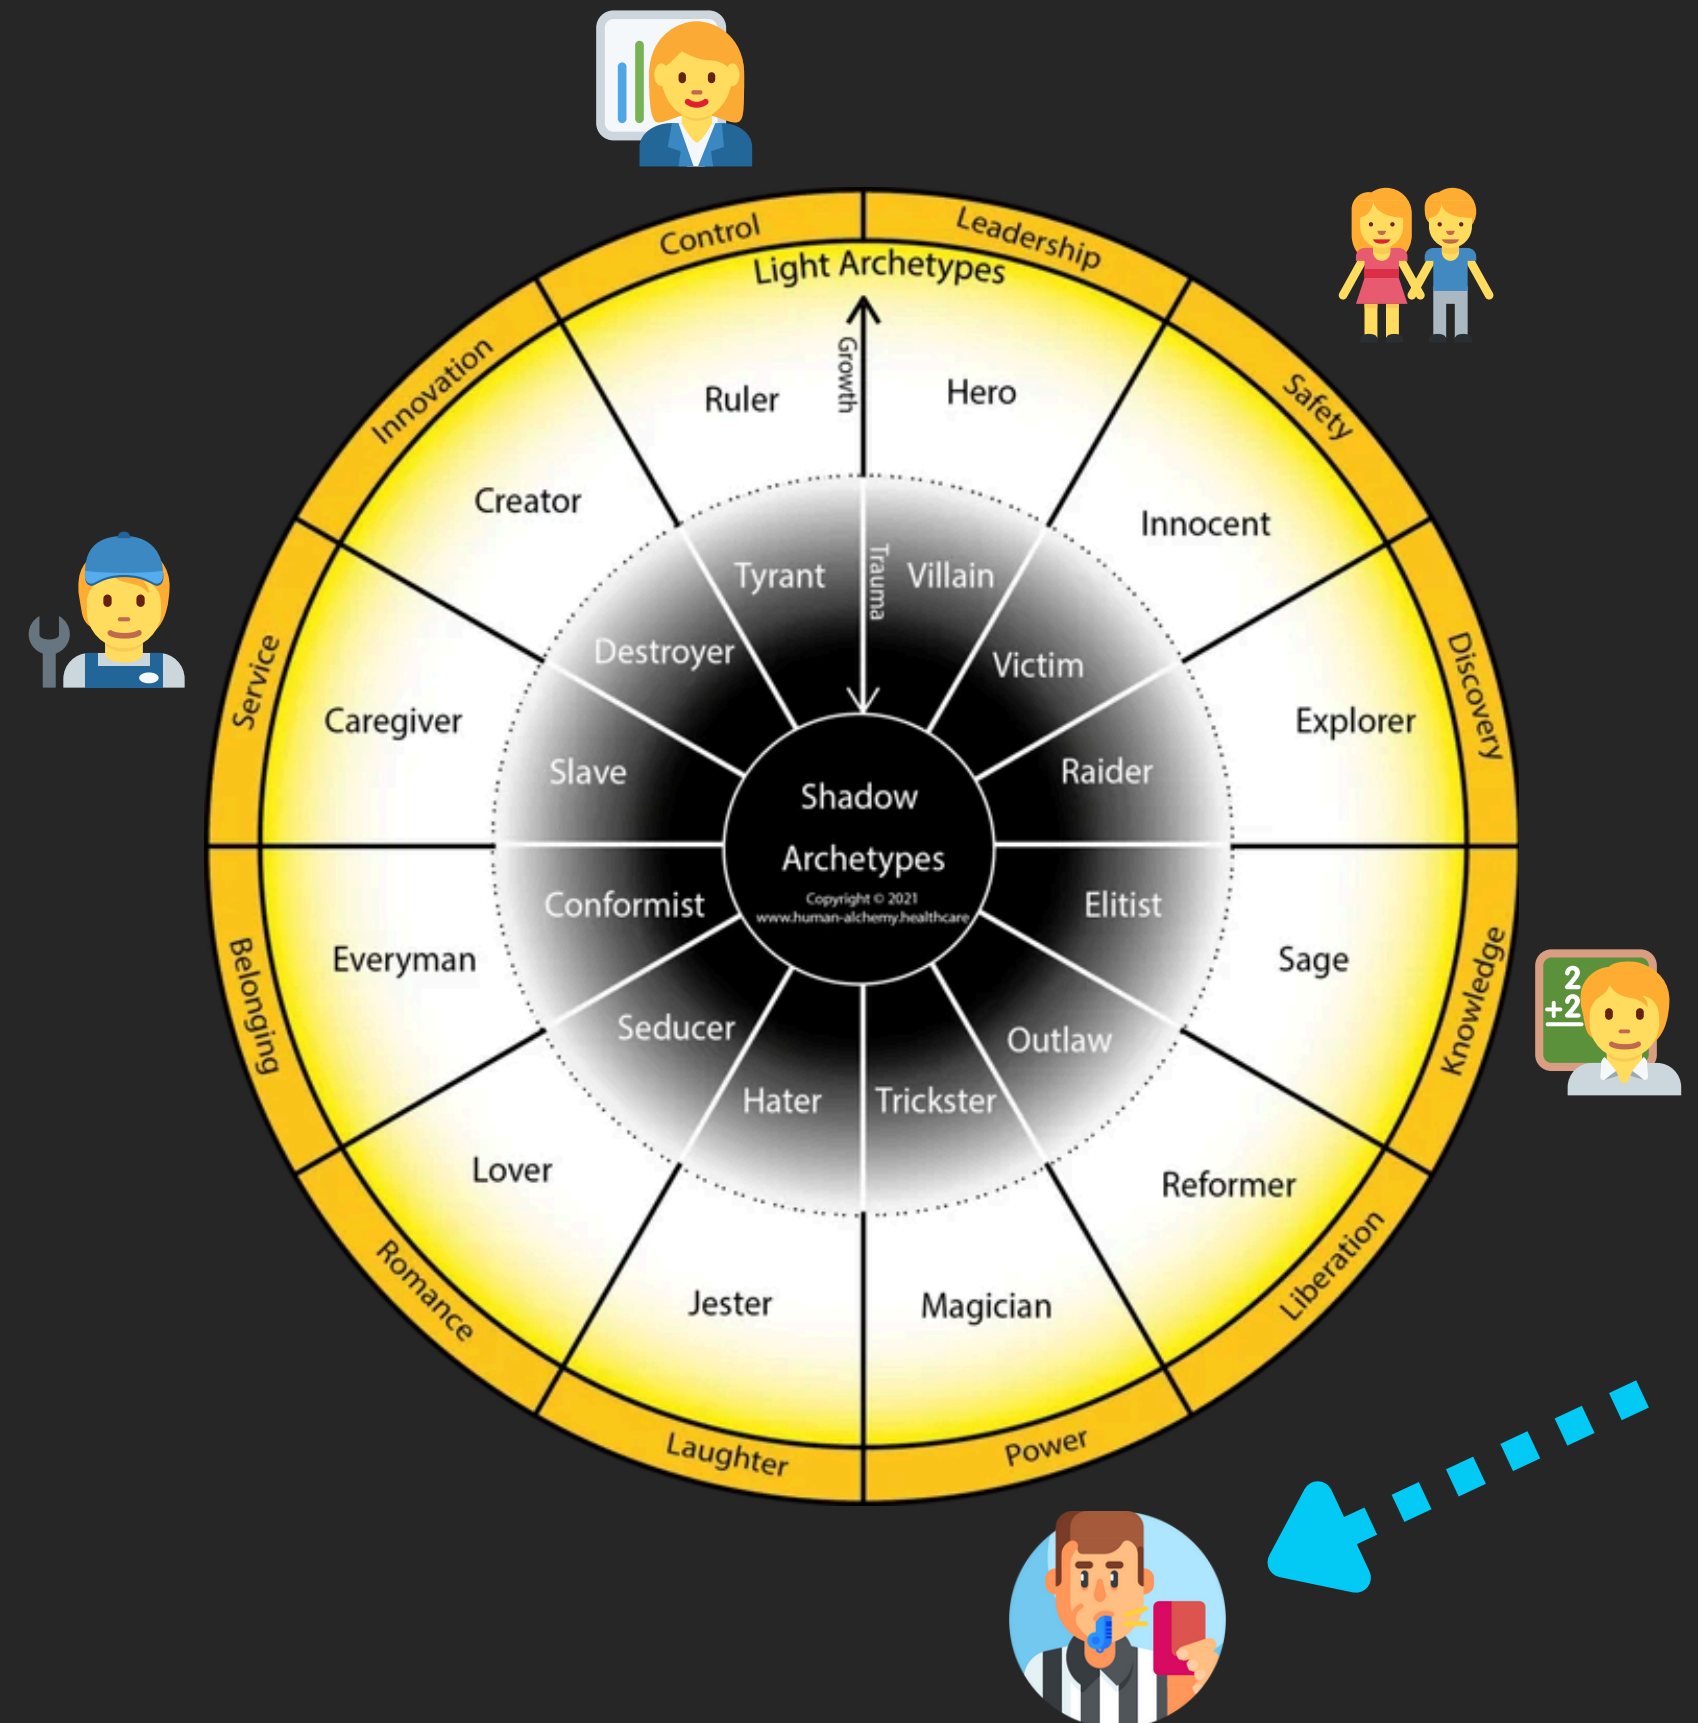 Control
Leadership
Light Archetypes
Innovation
Safety
Growth
Ruler
Hero
Creator
Innocent
Trauma
Tyrant
Villain
Destroyer
Victim
Service
Discovery
Caregiver
Explorer
Slave
Raider
Shadow
Archetypes
Copyright © 2021
www.human-alchemy.healthcare
Conformist
Elitist
Everyman
Sage
Belonging
Knowledge
2
+2
Seducer
Outlaw
Hater
Trickster
Lover
Reformer
Romance
Liberation
Jester
Magician
Laughter
Power